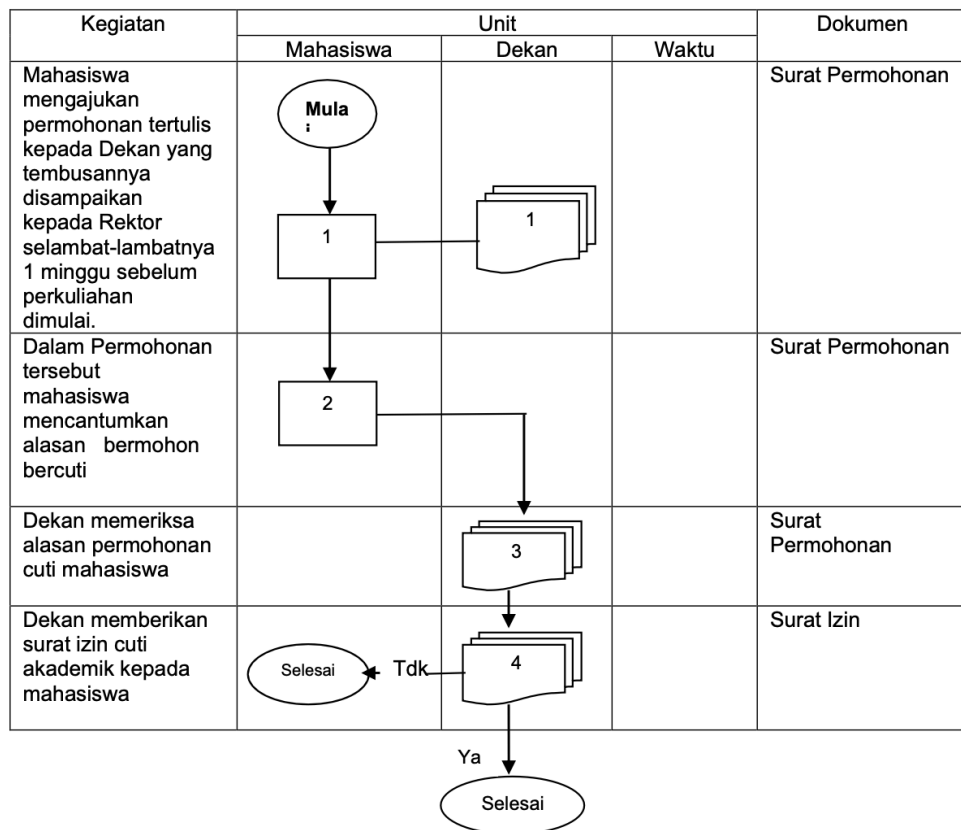 Kegiatan
Unit
Dokumen
Mahasiswa
Dekan
Waktu
Mahasiswa
mengajukan
permohonan tertulis
kepada Dekan yang
tembusannya
disampaikan
kepada Rektor
selambat-lambatnya
1 minggu sebelum
perkuliahan
dimulai.
Mula
i
1
1
Surat Permohonan
Dalam Permohonan
tersebut
mahasiswa
mencantumkan
alasan bermohon
bercuti
2
Surat Permohonan
Dekan memeriksa
alasan permohonan
cuti mahasiswa
3
Surat
Permohonan
Dekan memberikan
surat izin cuti
akademik kepada
mahasiswa
Selesai
Tdk
4
Surat Izin
Ya
Selesai